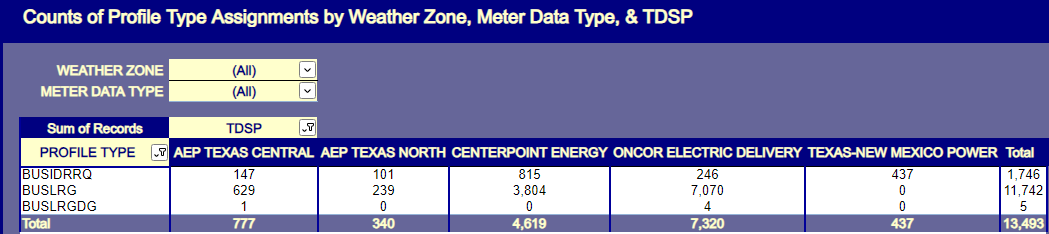 Counts of Profile Type Assignments by Weather Zone, Meter Data Type, & TDSP
WEATHER ZONE (All)
METER DATA TYPE (All)
Sum of Records TDSP
PROFILE TYPE AEP TEXAS CENTRAL AEP TEXAS NORTH CENTERPOINT ENERGY ONCOR ELECTRIC DELIVERY TEXAS-NEW MEXICO POWER Total
BUSIDRRQ 147 101 815 246 437 1,746
BUSLRG 629 239 3,804 7,070 0 11,742
BUSLRGDG 1 0 0 4 0 5
Total 777 340 4,619 7,320 437 13,493